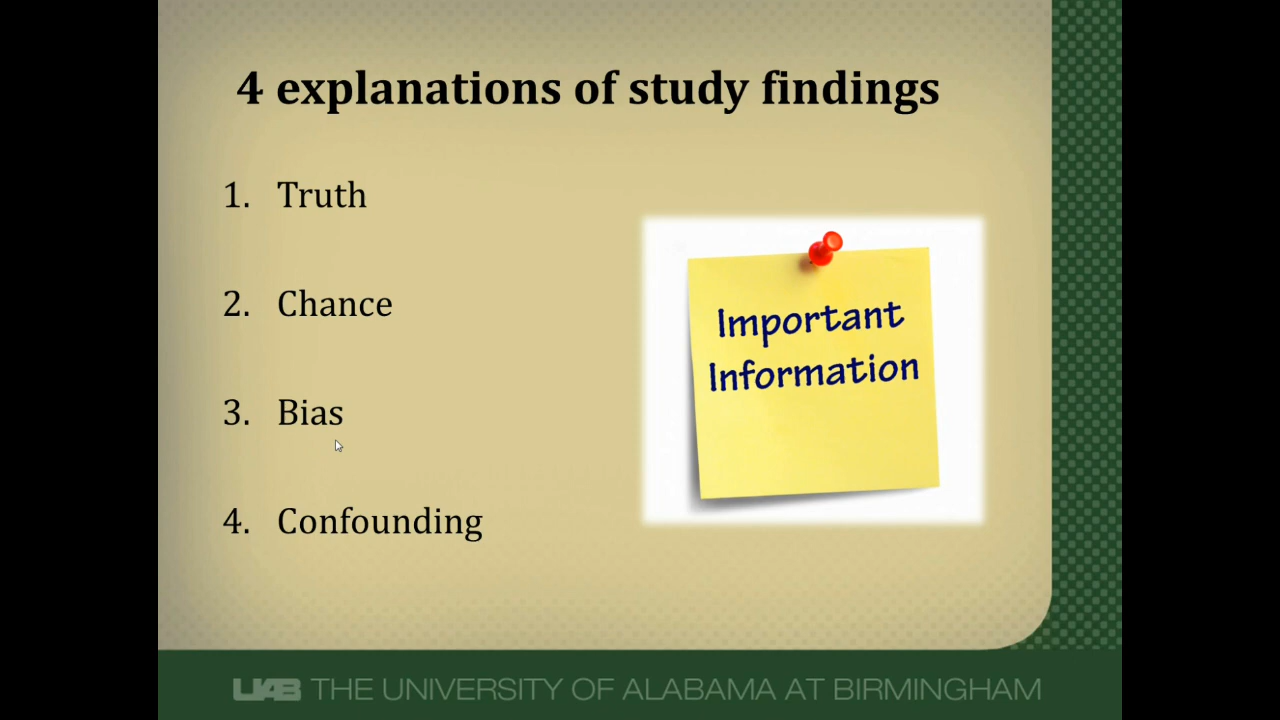 4 explanations of study findings
1. Truth
2. Chance
3. Bias
4. Confounding
Important
Information
UAB THE UNIVERSITY OF ALABAMA AT BIRMINGHAM